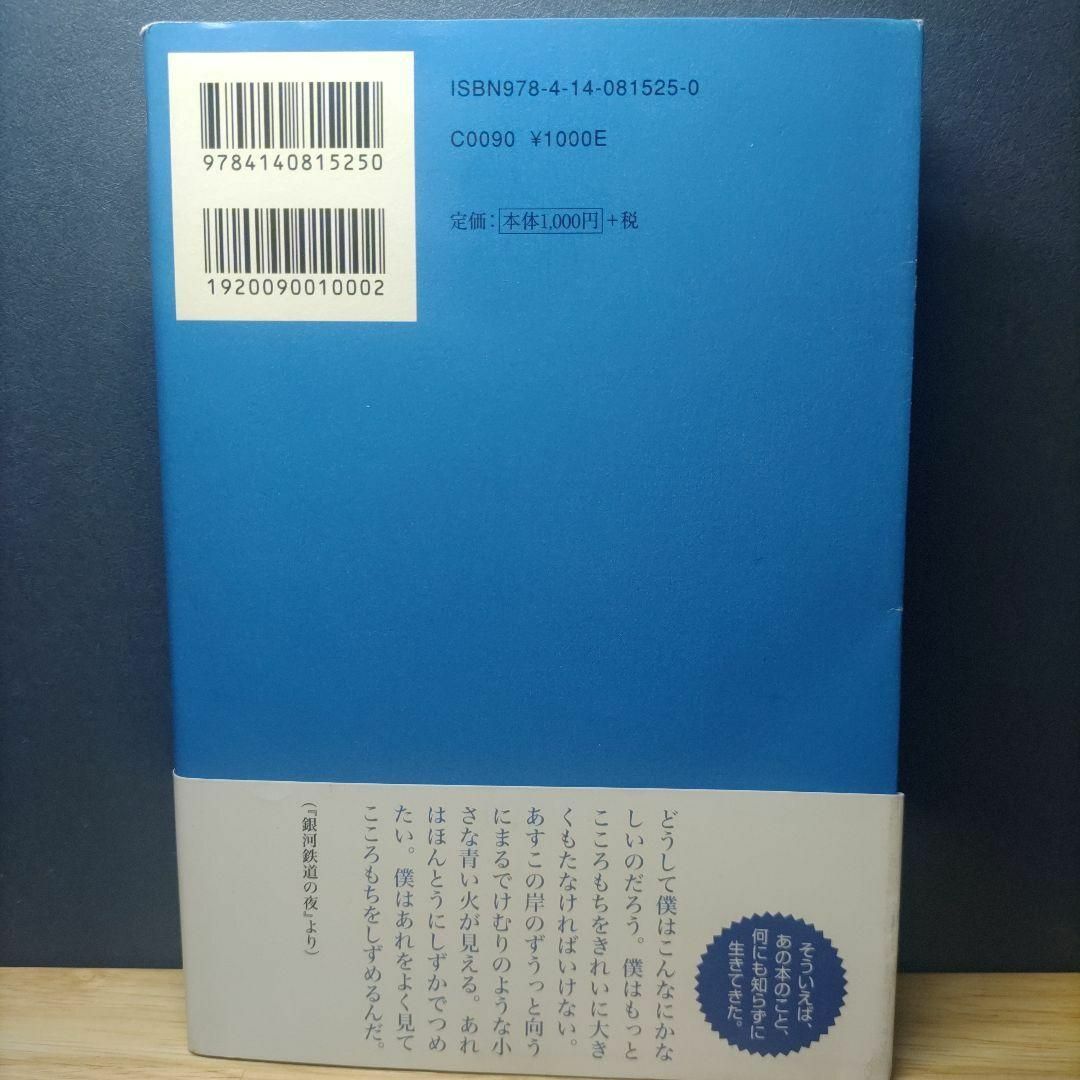 9784140815250
1920090010002
ISBN978-4-14-081525-0
C0090 ¥1000E
定価：本体1,000円＋税
どうして僕はこんなにかな
しいのだろう。僕はもっと
こころもちをきれいに大き
くもたなければいけない。
あすこの岸のずうっと向う
にまるでけむりのような小
さな青い火が見える。あれ
はほんとうにしずかでつめ
たい。僕はあれをよく見て
こころもちをしずめるんだ。
（『銀河鉄道の夜』より）
そういえば、
あの本のこと、
何にも知らずに
生きてきた。